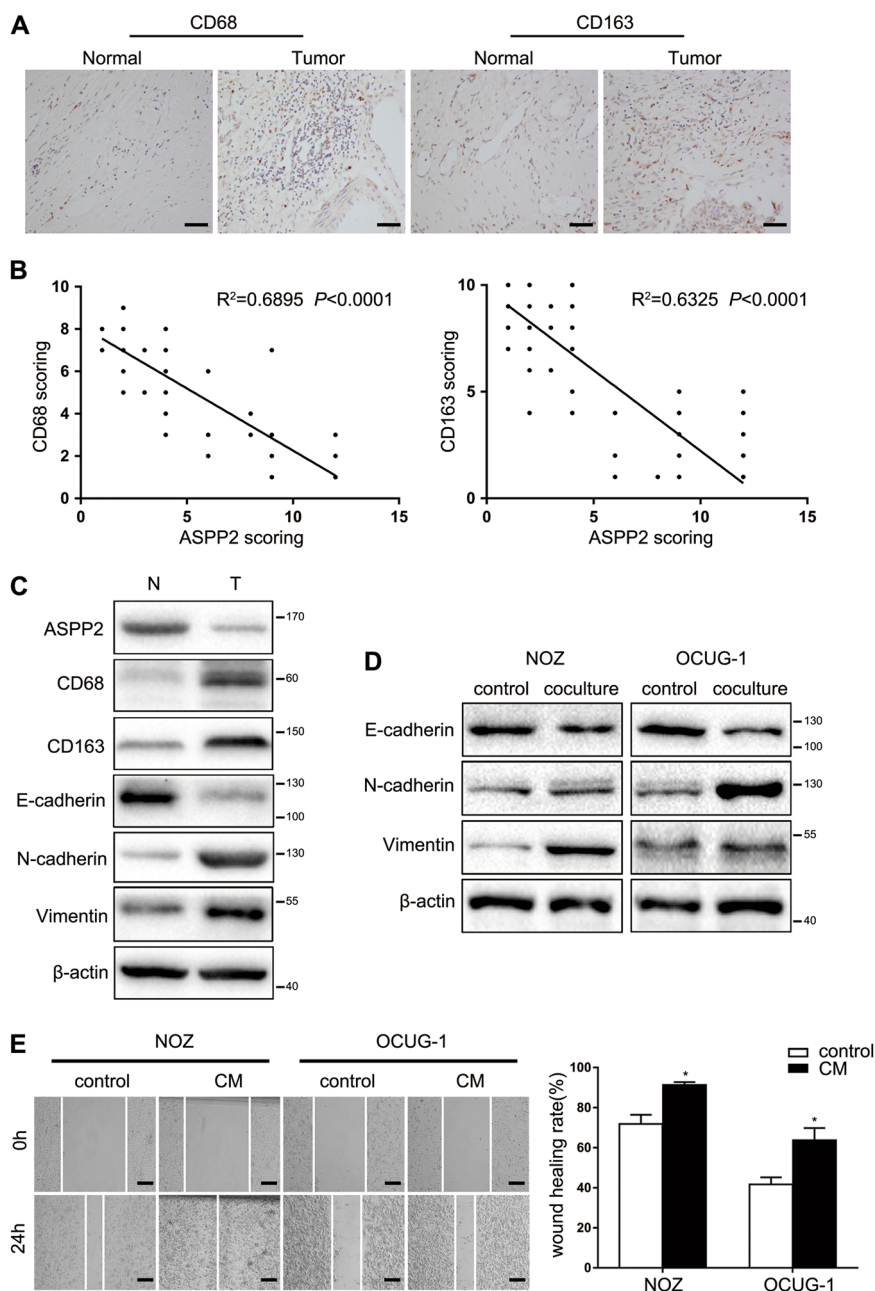 A
CD68 CD163
Normal Tumor Normal Tumor
B
10
8
6
4
2
0
CD68 scoring
R²=0.6895 P<0.0001
0 5 10 15
ASPP2 scoring
10
5
0
CD163 scoring
R²=0.6325 P<0.0001
0 5 10 15
ASPP2 scoring
C
N T
ASPP2 170
CD68 60
CD163 150
E-cadherin 130
100
N-cadherin 130
Vimentin 55
β-actin
40
D
NOZ OCUG-1
control coculture control coculture
E-cadherin 130
100
N-cadherin 130
Vimentin 55
β-actin
40
E
NOZ OCUG-1
control CM control CM
0h
24h
control
CM
wound healing rate(%)
100
80
60
40
20
0
* *
NOZ OCUG-1